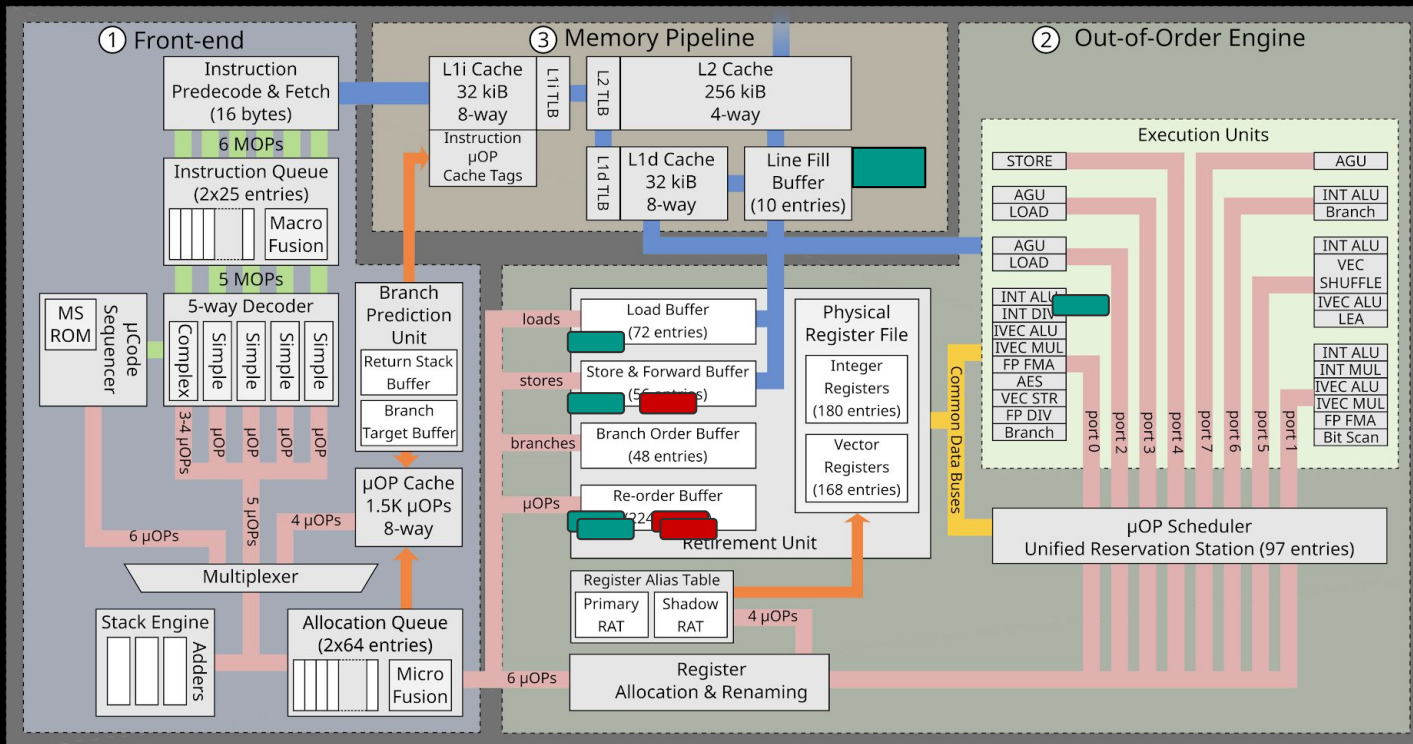 ① Front-end
Instruction
Predecode & Fetch
(16 bytes)
6 MOPs
Instruction Queue
(2x25 entries)
Macro
Fusion
5 MOPs
MS
ROM
µCode
Sequencer
5-way Decoder
Complex
Simple
Simple
Simple
Simple
3-4 µOPs
µOP
µOP
µOP
µOP
Branch
Prediction
Unit
Return Stack
Buffer
Branch
Target Buffer
µOP Cache
1.5K µOPs
8-way
6 µOPs
5 µOPs
4 µOPs
Multiplexer
Stack Engine
Adders
Allocation Queue
(2x64 entries)
Micro
Fusion
③ Memory Pipeline
L1i Cache
32 kiB
8-way
L1i TLB
Instruction
µOP
Cache Tags
L2 TLB
L2 Cache
256 kiB
4-way
L1d TLB
L1d Cache
32 kiB
8-way
Line Fill
Buffer
(10 entries)
② Out-of-Order Engine
Execution Units
STORE
AGU
LOAD
AGU
LOAD
INT ALU
INT DIV
IVEC ALU
IVEC MUL
FP FMA
AES
VEC STR
FP DIV
Branch
AGU
INT ALU
Branch
INT ALU
VEC
SHUFFLE
IVEC ALU
LEA
INT ALU
INT MUL
IVEC ALU
IVEC MUL
FP FMA
Bit Scan
port 0
port 2
port 3
port 4
port 7
port 6
port 5
port 1
Common Data Buses
µOP Scheduler
Unified Reservation Station (97 entries)
loads
Load Buffer
(72 entries)
stores
Store & Forward Buffer
branches
Branch Order Buffer
(48 entries)
µOPs
Re-order Buffer
(224
Retirement Unit
Physical
Register File
Integer
Registers
(180 entries)
Vector
Registers
(168 entries)
Register Alias Table
Primary
RAT
Shadow
RAT
4 µOPs
6 µOPs
Register
Allocation & Renaming